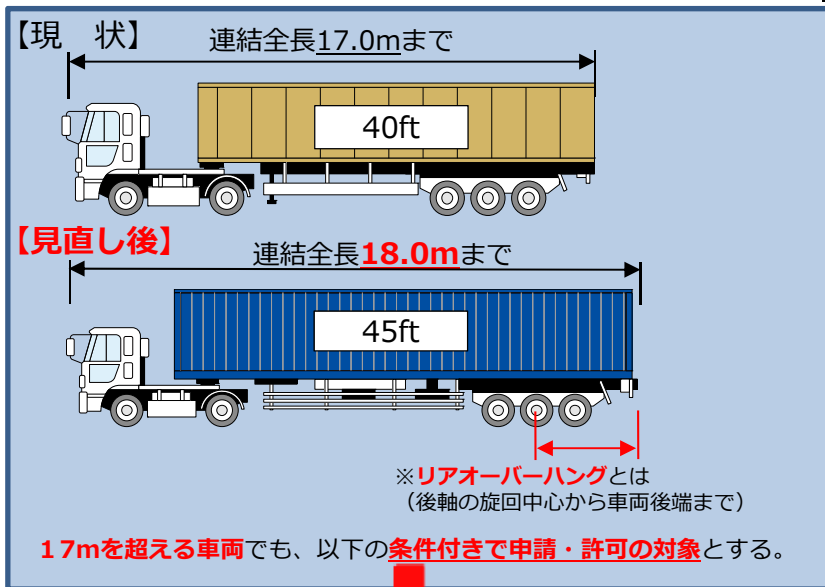 【現　状】
連結全長17.0mまで
40ft
【見直し後】
連結全長18.0mまで
45ft
※リアオーバーハングとは
（後軸の旋回中心から車両後端まで）
１7mを超える車両でも、以下の条件付きで申請・許可の対象とする。